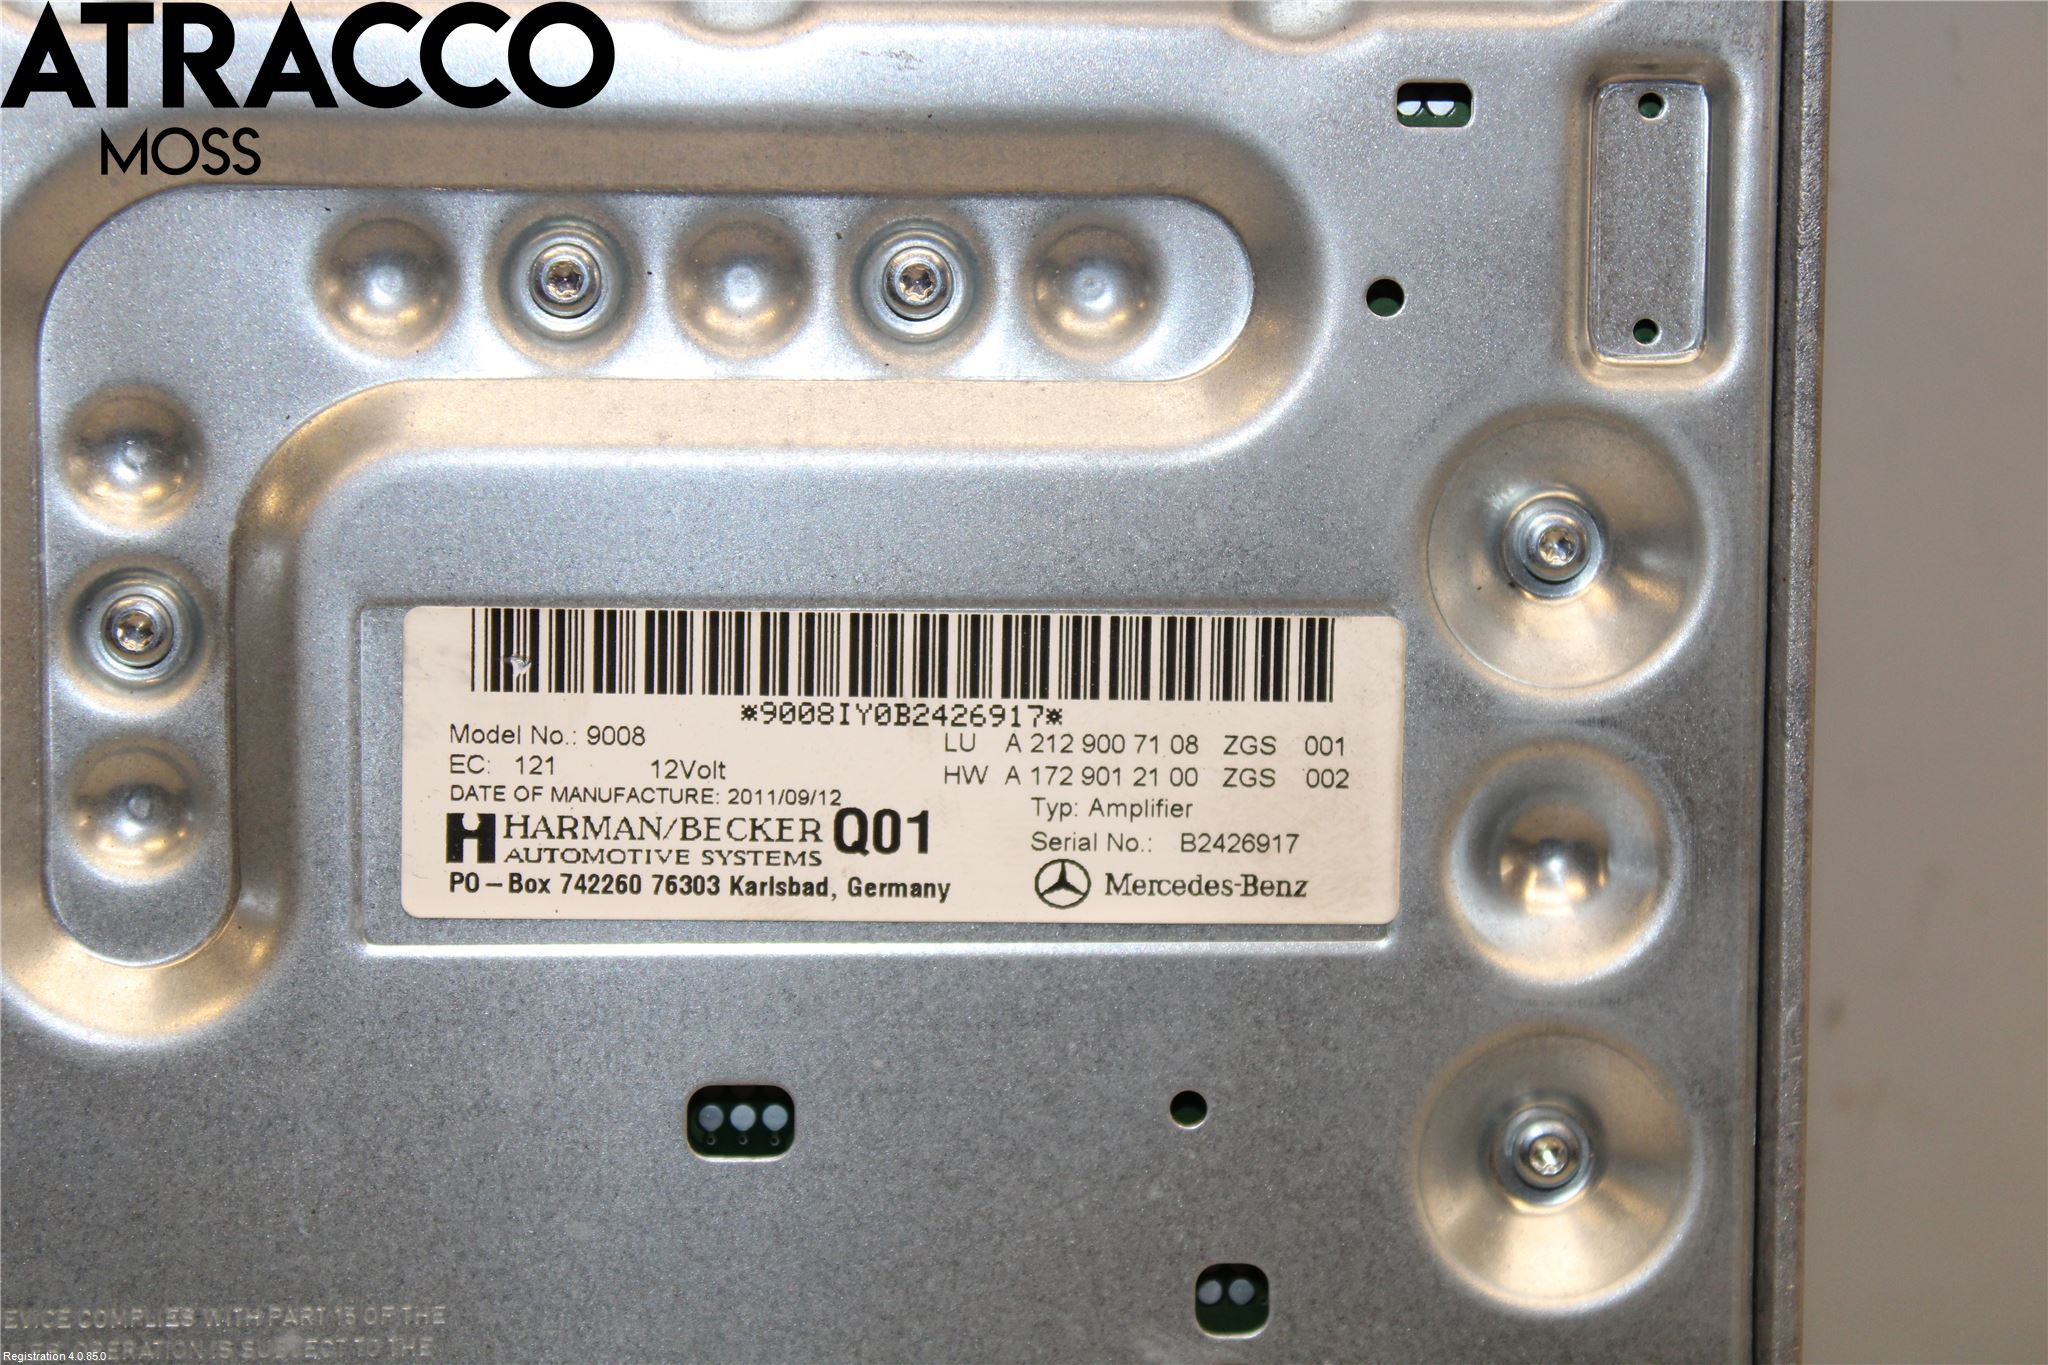 ATRACCO
MOSS
*9008IY0B2426917*
Model No.: 9008
EC: 121 12Volt
DATE OF MANUFACTURE: 2011/09/12
HARMAN/BECKER Q01
AUTOMOTIVE SYSTEMS
PO-Box 742260 76303 Karlsbad, Germany
LU A 212 900 71 08 ZGS 001
HW A 172 901 21 00 ZGS 002
Typ: Amplifier
Serial No.: B2426917
Mercedes-Benz
EVICE COMPLIES WITH PART 15 OF THE
ERATION IS SUBJECT TO THE
Registration 4.0.85.0